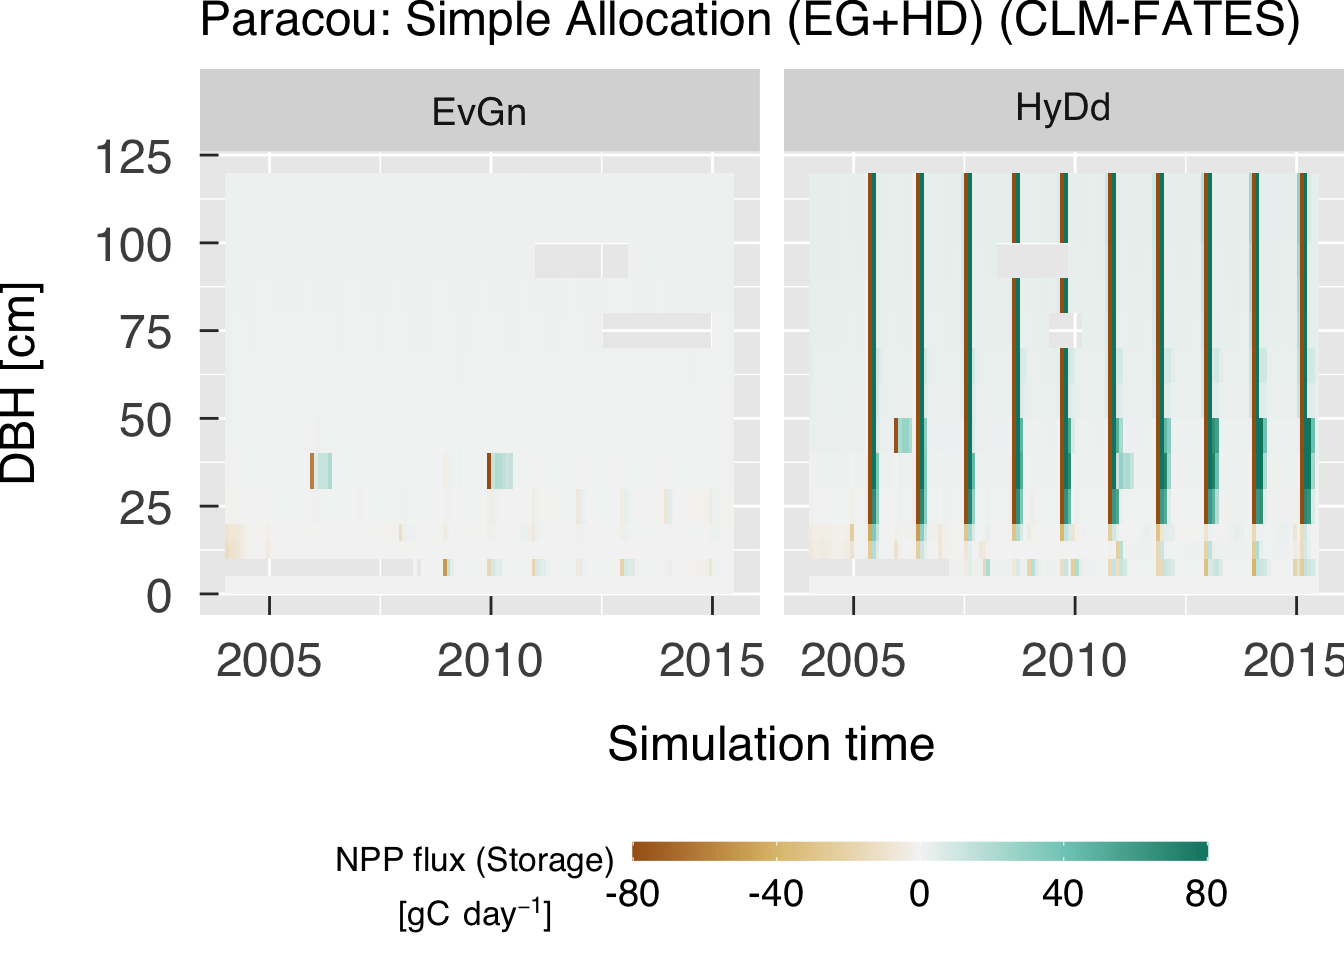 Paracou: Simple Allocation (EG+HD) (CLM-FATES)
EvGn
HyDd
125
100
75
50
25
0
DBH [cm]
2005 2010 2015
2005 2010 2015
Simulation time
NPP flux (Storage)
[gC day⁻¹]
-80 -40 0 40 80